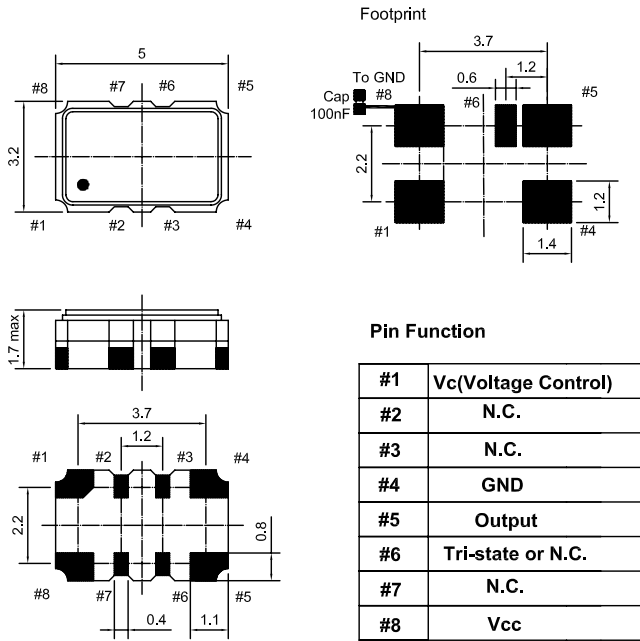 Footprint
5
#8
#7
#6
#5
3.2
#1
#2
#3
#4
3.7
1.2
0.6
To GND
Cap
#8
100nF
#6
#5
2.2
1.2
#1
1.4
#4
1.7 max
3.7
1.2
#1
#2
#3
#4
2.2
0.8
#8
#7
0.4
#6
1.1
#5
Pin Function
#1 Vc(Voltage Control)
#2 N.C.
#3 N.C.
#4 GND
#5 Output
#6 Tri-state or N.C.
#7 N.C.
#8 Vcc